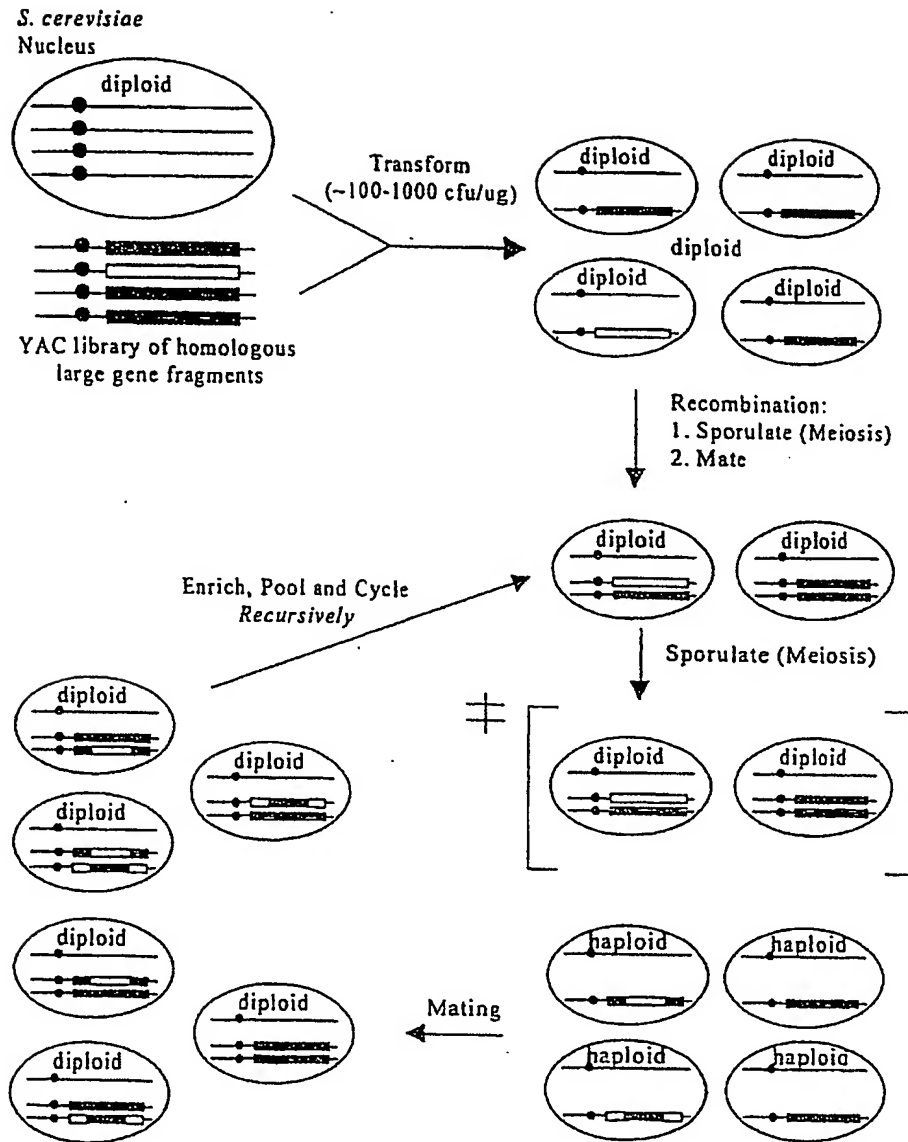 S. cerevisiae
Nucleus
diploid
Transform
(~100-1000 cfu/ug)
YAC library of homologous
large gene fragments
diploid
diploid
diploid
diploid
diploid
Recombination:
1. Sporulate (Meiosis)
2. Mate
diploid
diploid
Enrich, Pool and Cycle
Recursively
Sporulate (Meiosis)
diploid
diploid
diploid
diploid
diploid
diploid
diploid
diploid
Mating
haploid
haploid
haploid
haploid